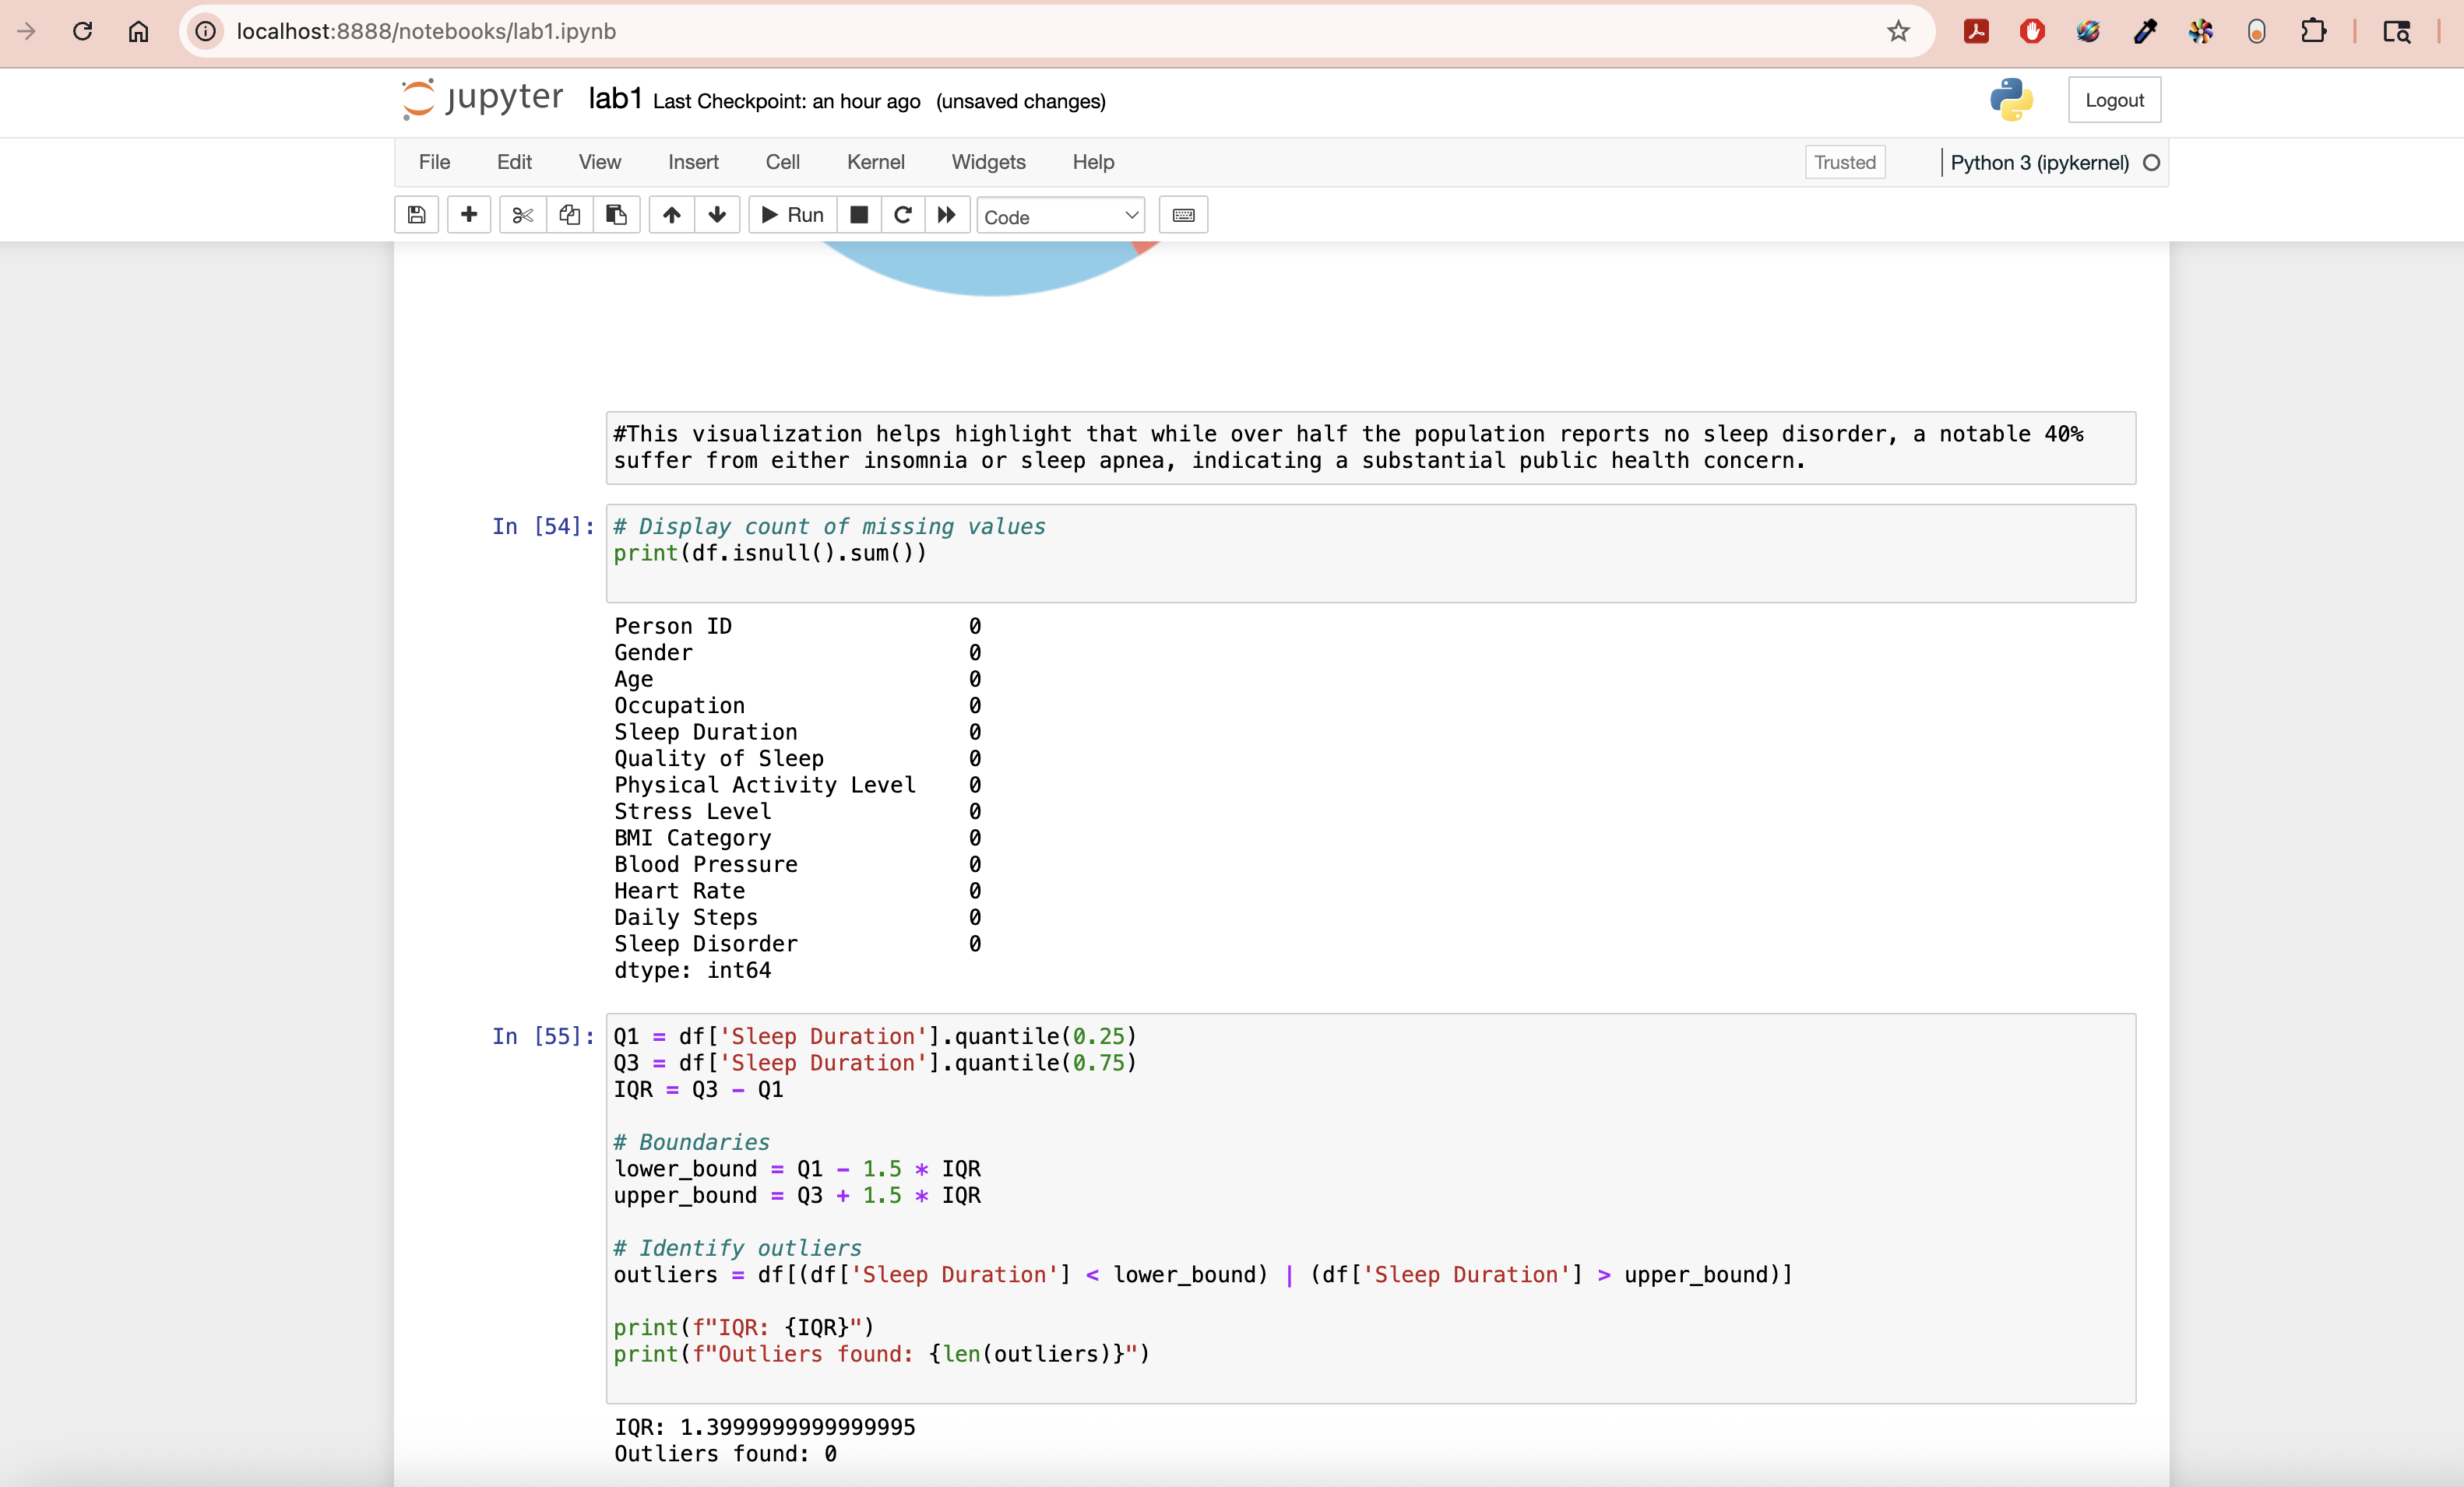 localhost:8888/notebooks/lab1.ipynb
jupyter lab1 Last Checkpoint: an hour ago (unsaved changes)
Logout
File Edit View Insert Cell Kernel Widgets Help
Trusted Python 3 (ipykernel)
Run Code
#This visualization helps highlight that while over half the population reports no sleep disorder, a notable 40%
suffer from either insomnia or sleep apnea, indicating a substantial public health concern.
In [54]: # Display count of missing values
print(df.isnull().sum())
Person ID 0
Gender 0
Age 0
Occupation 0
Sleep Duration 0
Quality of Sleep 0
Physical Activity Level 0
Stress Level 0
BMI Category 0
Blood Pressure 0
Heart Rate 0
Daily Steps 0
Sleep Disorder 0
dtype: int64
In [55]: Q1 = df['Sleep Duration'].quantile(0.25)
Q3 = df['Sleep Duration'].quantile(0.75)
IQR = Q3 - Q1
# Boundaries
lower_bound = Q1 - 1.5 * IQR
upper_bound = Q3 + 1.5 * IQR
# Identify outliers
outliers = df[(df['Sleep Duration'] < lower_bound) | (df['Sleep Duration'] > upper_bound)]
print(f"IQR: {IQR}")
print(f"Outliers found: {len(outliers)}")
IQR: 1.3999999999999995
Outliers found: 0